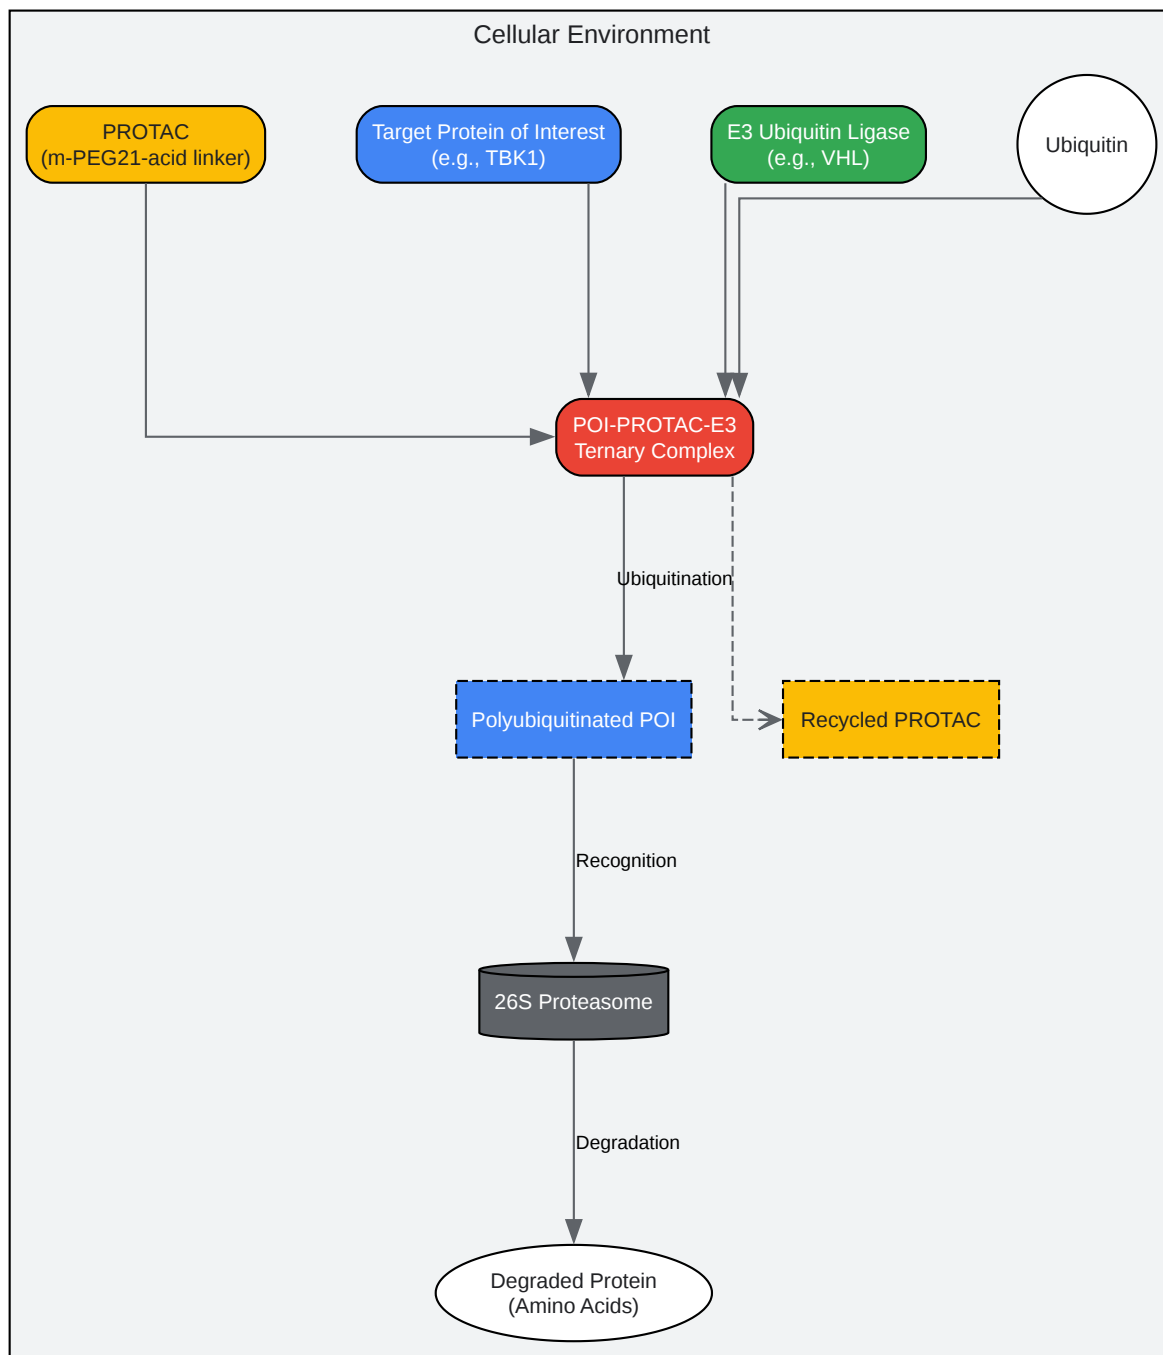 Cellular Environment
PROTAC
(m-PEG21-acid linker)
Target Protein of Interest
(e.g., TBK1)
E3 Ubiquitin Ligase
(e.g., VHL)
Ubiquitin
POI-PROTAC-E3
Ternary Complex
Ubiquitination
Polyubiquitinated POI
Recycled PROTAC
Recognition
26S Proteasome
Degradation
Degraded Protein
(Amino Acids)